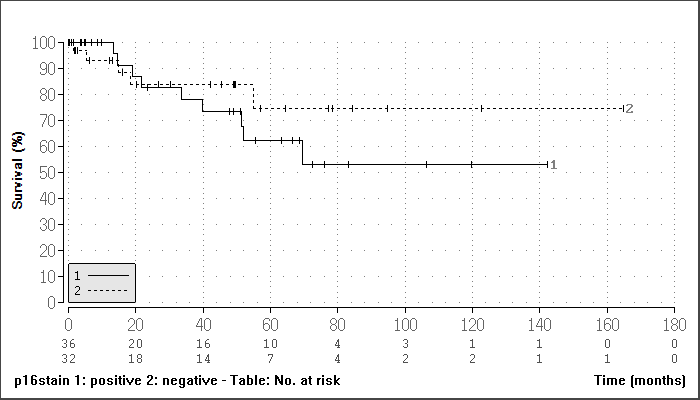 Survival (%)
100
90
80
70
60
50
40
30
20
10
0
2
1
1
2
0 20 40 60 80 100 120 140 160 180
36 20 16 10 4 3 1 1 0 0
32 18 14 7 4 2 2 1 1 0
p16stain 1: positive 2: negative - Table: No. at risk
Time (months)